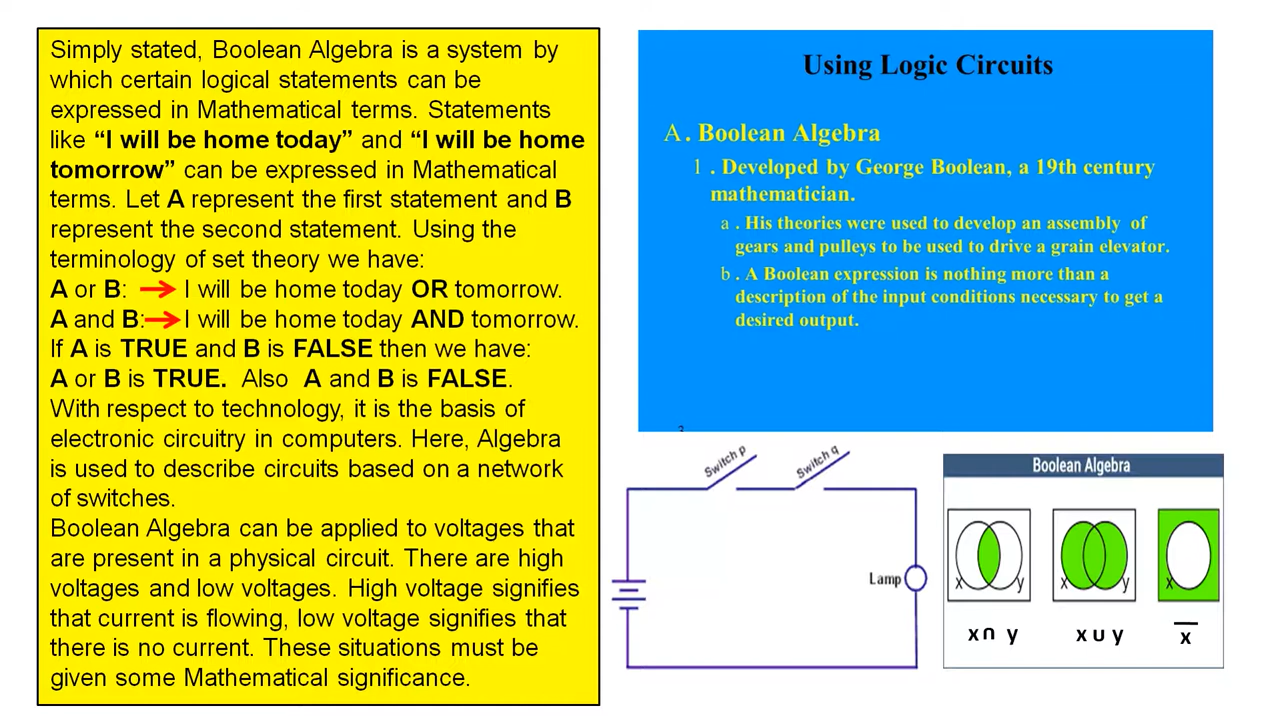 Simply stated, Boolean Algebra is a system by
which certain logical statements can be
expressed in Mathematical terms. Statements
like “I will be home today” and “I will be home
tomorrow” can be expressed in Mathematical
terms. Let A represent the first statement and B
represent the second statement. Using the
terminology of set theory we have:
A or B: → I will be home today OR tomorrow.
A and B:→ I will be home today AND tomorrow.
If A is TRUE and B is FALSE then we have:
A or B is TRUE. Also A and B is FALSE.
With respect to technology, it is the basis of
electronic circuitry in computers. Here, Algebra
is used to describe circuits based on a network
of switches.
Boolean Algebra can be applied to voltages that
are present in a physical circuit. There are high
voltages and low voltages. High voltage signifies
that current is flowing, low voltage signifies that
there is no current. These situations must be
given some Mathematical significance.
Using Logic Circuits
A. Boolean Algebra
1. Developed by George Boolean, a 19th century
mathematician.
a. His theories were used to develop an assembly of
gears and pulleys to be used to drive a grain elevator.
b. A Boolean expression is nothing more than a
description of the input conditions necessary to get a
desired output.
Switch p
Switch q
Lamp
Boolean Algebra
x y
x y
x
x ∩ y
x ∪ y
x̅